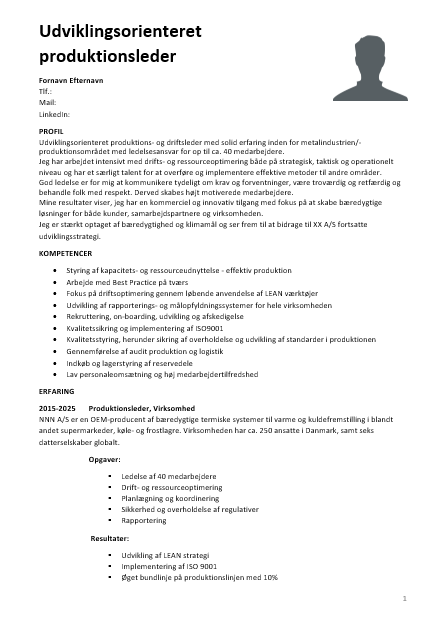 Udviklingsorienteret
produktionsleder
Fornavn Efternavn
Tlf.:
Mail:
LinkedIn:
PROFIL
Udviklingsorienteret produktions- og driftsleder med solid erfaring inden for metalindustrien/-
produktionsområdet med ledelsesansvar for op til ca. 40 medarbejdere.
Jeg har arbejdet intensivt med drifts- og ressourceoptimering både på strategisk, taktisk og operationelt
niveau og har et særligt talent for at overføre og implementere effektive metoder til andre områder.
God ledelse er for mig at kommunikere tydeligt om krav og forventninger, være troværdig og retfærdig og
behandle folk med respekt. Derved skabes højt motiverede medarbejdere.
Mine resultater viser, jeg har en kommerciel og innovativ tilgang med fokus på at skabe bæredygtige
løsninger for både kunder, samarbejdspartnere og virksomheden.
Jeg er stærkt optaget af bæredygtighed og klimamål og ser frem til at bidrage til XX A/S fortsatte
udviklingsstrategi.
KOMPETENCER
• Styring af kapacitets- og ressourceudnyttelse - effektiv produktion
• Arbejde med Best Practice på tværs
• Fokus på driftsoptimering gennem løbende anvendelse af LEAN værktøjer
• Udvikling af rapporterings- og målopfyldningssystemer for hele virksomheden
• Rekruttering, on-boarding, udvikling og afskedigelse
• Kvalitetssikring og implementering af ISO9001
• Kvalitetsstyring, herunder sikring af overholdelse og udvikling af standarder i produktionen
• Gennemførelse af audit produktion og logistik
• Indkøb og lagerstyring af reservedele
• Lav personaleomsætning og høj medarbejdertilfredshed
ERFARING
2015-2025 Produktionsleder, Virksomhed
NNN A/S er en OEM-producent af bæredygtige termiske systemer til varme og kuldefremstilling i blandt
andet supermarkeder, køle- og frostlagre. Virksomheden har ca. 250 ansatte i Danmark, samt seks
datterselskaber globalt.
Opgaver:
▪ Ledelse af 40 medarbejdere
▪ Drift- og ressourceoptimering
▪ Planlægning og koordinering
▪ Sikkerhed og overholdelse af regulativer
▪ Rapportering
Resultater:
▪ Udvikling af LEAN strategi
▪ Implementering af ISO 9001
▪ Øget bundlinje på produktionslinjen med 10%
1